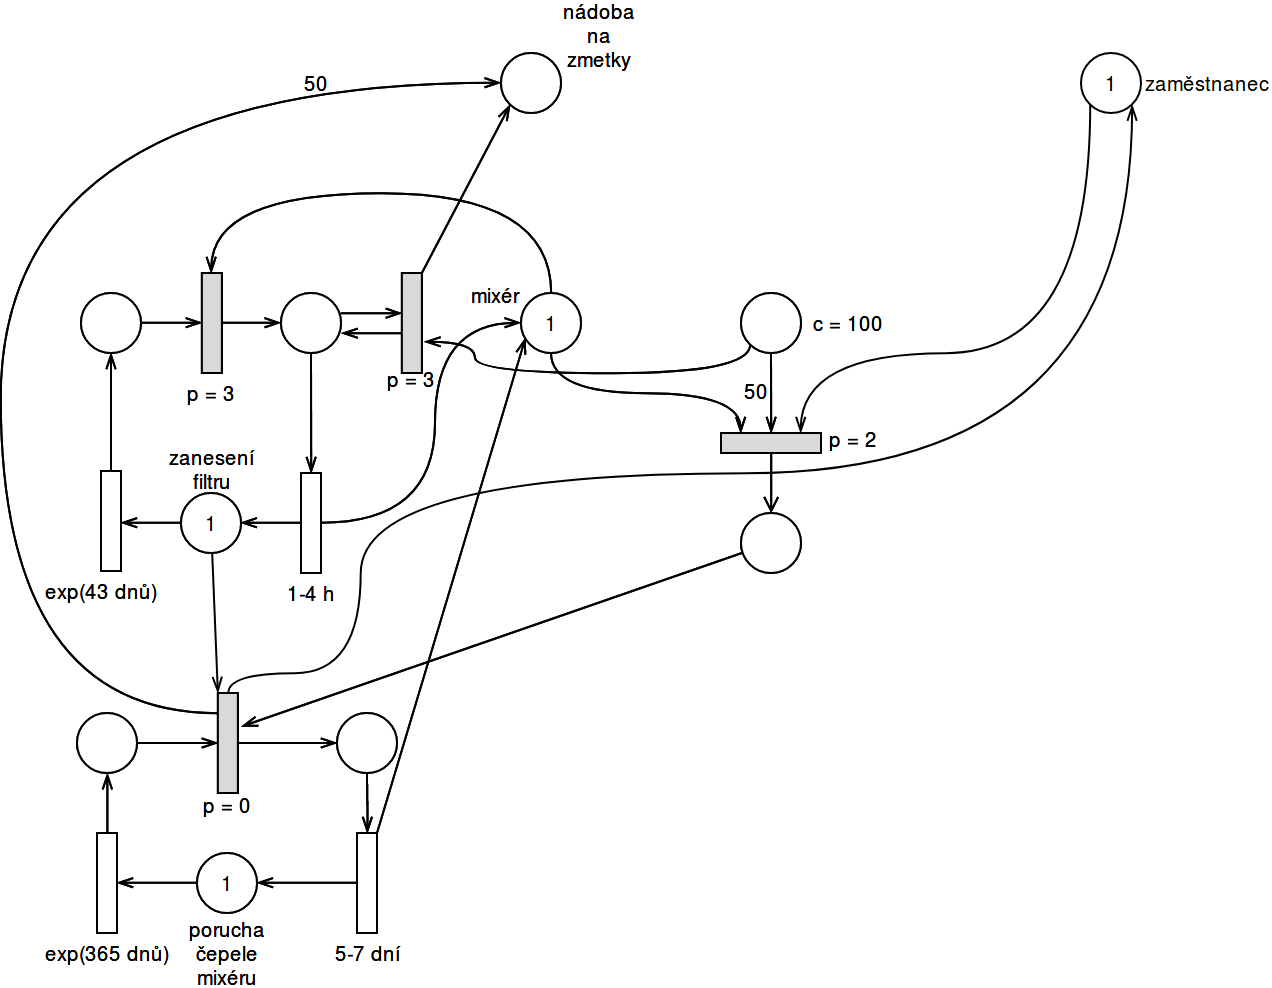 nádoba
na
zmetky
50
1
zaměstnanec
mixér
1
c = 100
p = 3
p = 3
50
p = 2
zanesení
filtru
1
exp(43 dnů)
1-4 h
p = 0
1
porucha
čepele
mixéru
exp(365 dnů)
5-7 dní